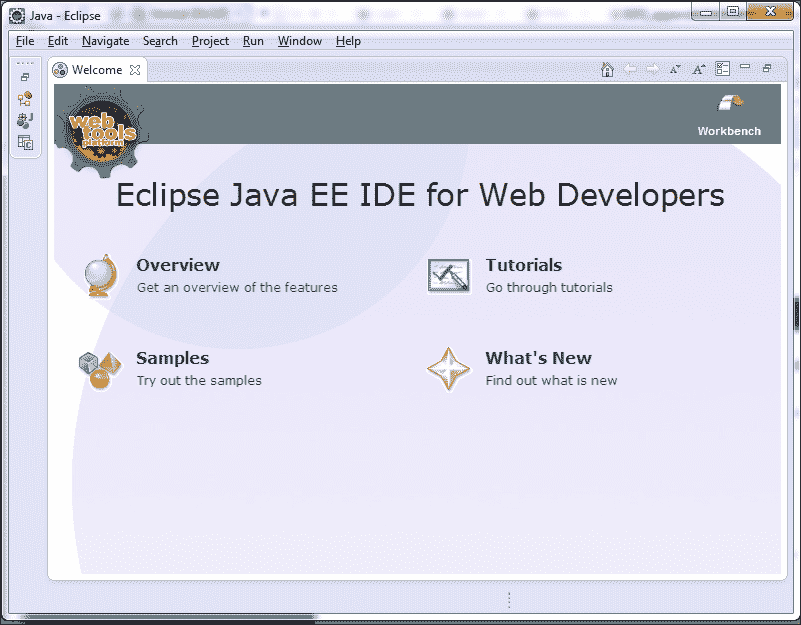 Java - Eclipse
File Edit Navigate Search Project Run Window Help
Welcome
web
tools
platform
Workbench
Eclipse Java EE IDE for Web Developers
Overview
Get an overview of the features
Tutorials
Go through tutorials
Samples
Try out the samples
What's New
Find out what is new